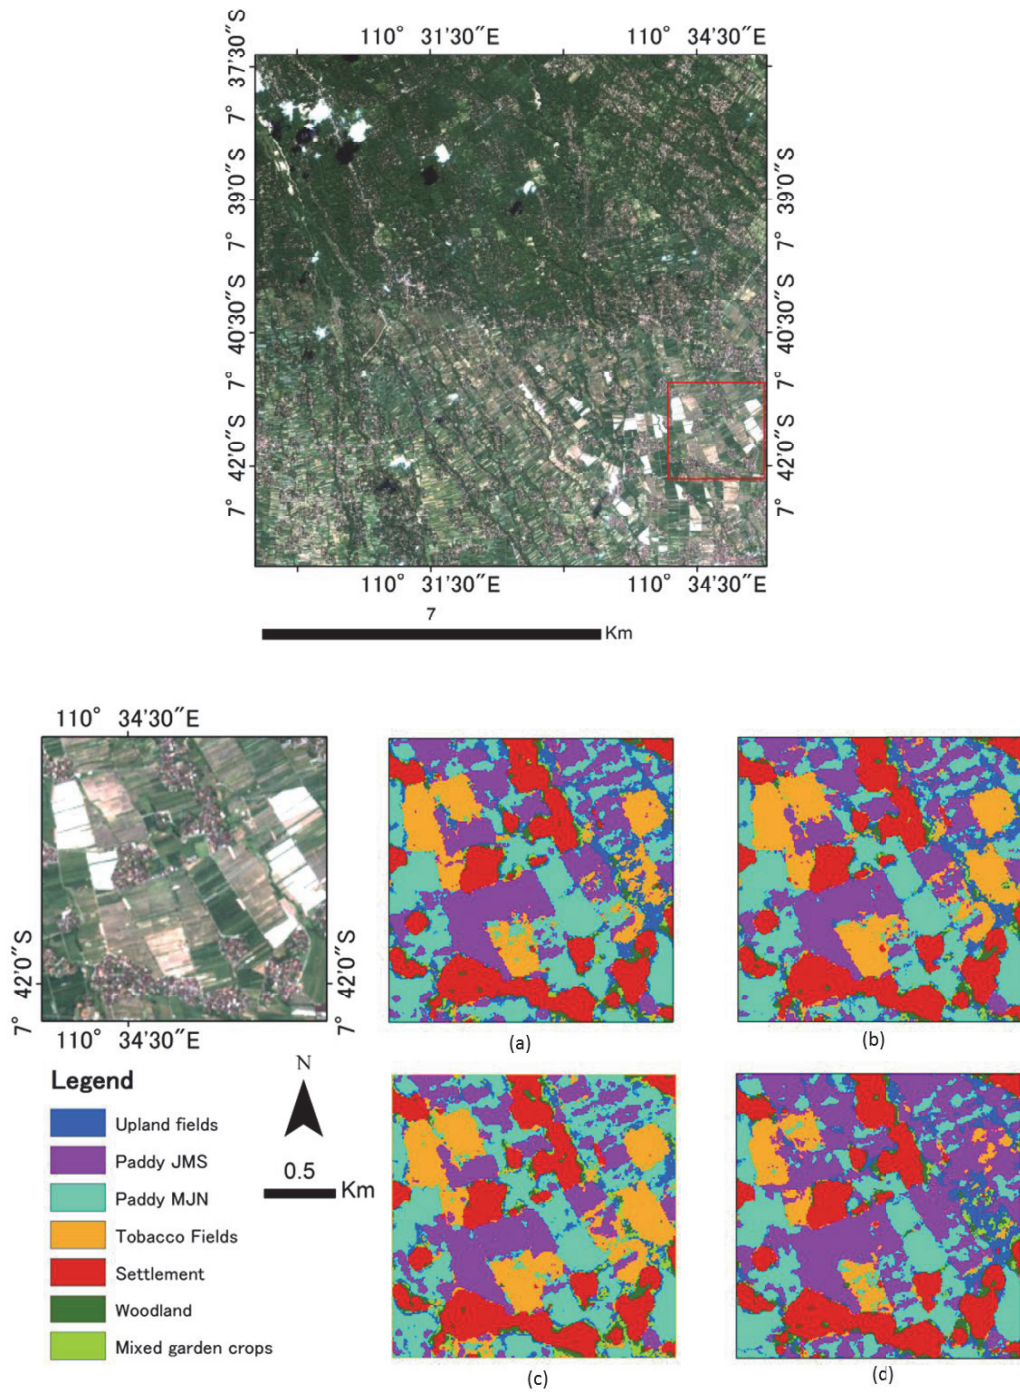 110° 31'30"E 110° 34'30"E
7° 37'30"S
7° 39'0"S
7° 40'30"S
7° 42'0"S
7° 37'30"S
7° 39'0"S
7° 40'30"S
7° 42'0"S
110° 31'30"E 110° 34'30"E
7
Km
110° 34'30"E
7° 42'0"S
7° 42'0"S
110° 34'30"E
(a)
(b)
Legend
Upland fields
Paddy JMS
Paddy MJN
Tobacco Fields
Settlement
Woodland
Mixed garden crops
N
0.5
Km
(c)
(d)